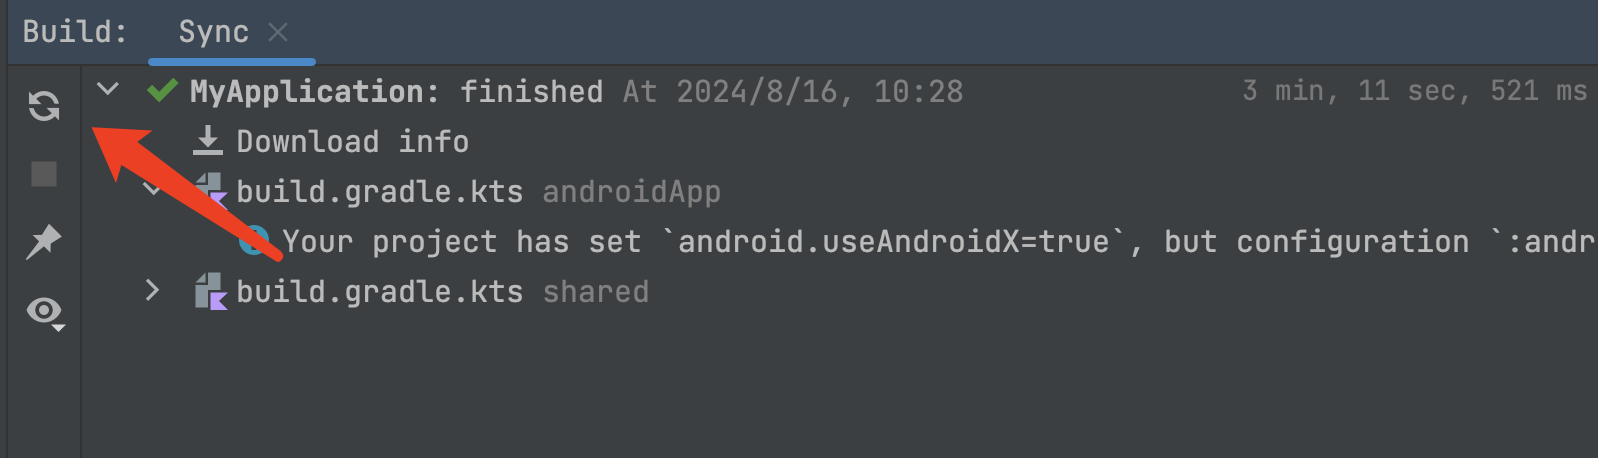 Build: Sync
MyApplication: finished At 2024/8/16, 10:28 3 min, 11 sec, 521 ms
Download info
build.gradle.kts androidApp
Your project has set `android.useAndroidX=true`, but configuration `:andr
build.gradle.kts shared